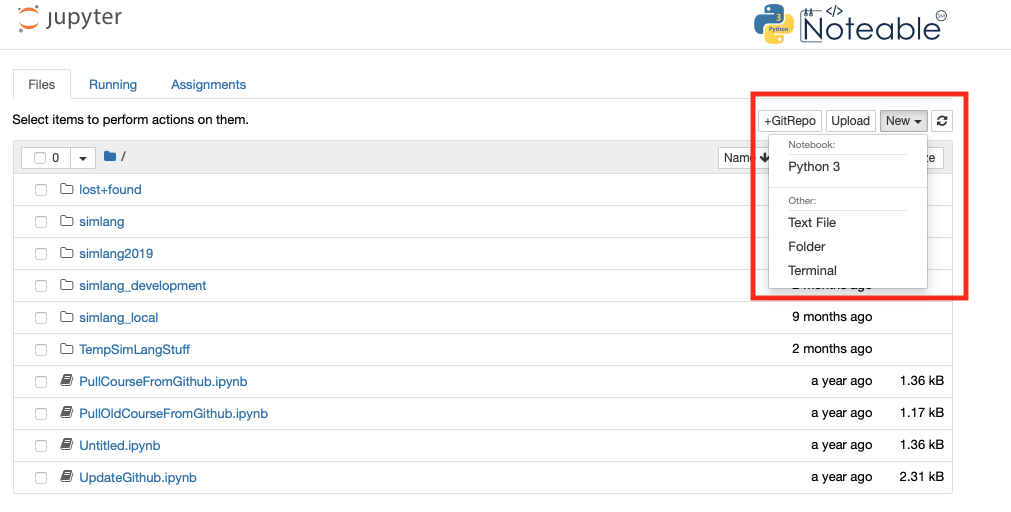 jupyter
Python
</>
Noteable SM
Files Running Assignments
Select items to perform actions on them.
+GitRepo Upload New
0 / Name
Notebook:
Python 3
Other:
Text File
Folder
Terminal
lost+found
simlang
simlang2019
simlang_development
simlang_local 9 months ago
TempSimLangStuff 2 months ago
PullCourseFromGithub.ipynb a year ago 1.36 kB
PullOldCourseFromGithub.ipynb a year ago 1.17 kB
Untitled.ipynb a year ago 1.36 kB
UpdateGithub.ipynb a year ago 2.31 kB